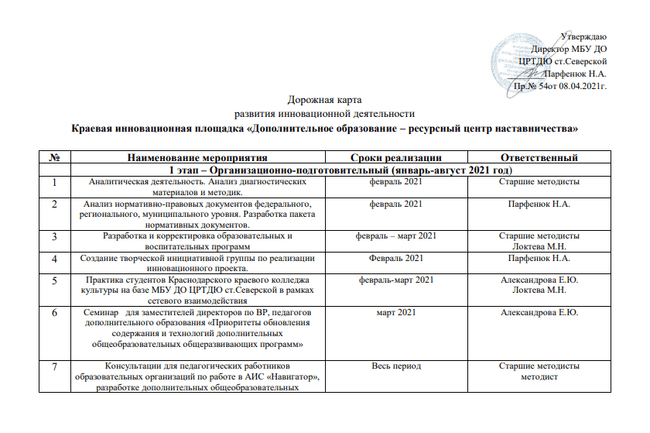 Утверждаю
Директор МБУ ДО
ЦРТДЮ ст.Северской
Парфенюк Н.А.
Пр.№ 54от 08.04.2021г.
Дорожная карта
развития инновационной деятельности
Краевая инновационная площадка «Дополнительное образование – ресурсный центр наставничества»
№ Наименование мероприятия Сроки реализации Ответственный
1 этап – Организационно-подготовительный (январь-август 2021 год)
1 Аналитическая деятельность. Анализ диагностических февраль 2021 Старшие методисты
материалов и методик.
2 Анализ нормативно-правовых документов федерального, февраль 2021 Парфенюк Н.А.
регионального, муниципального уровня. Разработка пакета
нормативных документов.
3 Разработка и корректировка образовательных и февраль – март 2021 Старшие методисты
воспитательных программ Локтева М.Н.
4 Создание творческой инициативной группы по реализации Февраль 2021 Парфенюк Н.А.
инновационного проекта.
5 Практика студентов Краснодарского краевого колледжа февраль-март 2021 Александрова Е.Ю.
культуры на базе МБУ ДО ЦРТДЮ ст.Северской в рамках Локтева М.Н.
сетевого взаимодействия
6 Семинар для заместителей директоров по ВР, педагогов март 2021 Александрова Е.Ю.
дополнительного образования «Приоритеты обновления
содержания и технологий дополнительных
общеобразовательных общеразвивающих программ»
7 Консультации для педагогических работников Весь период Старшие методисты
образовательных организаций по работе в АИС «Навигатор», методист
разработке дополнительных общеобразовательных